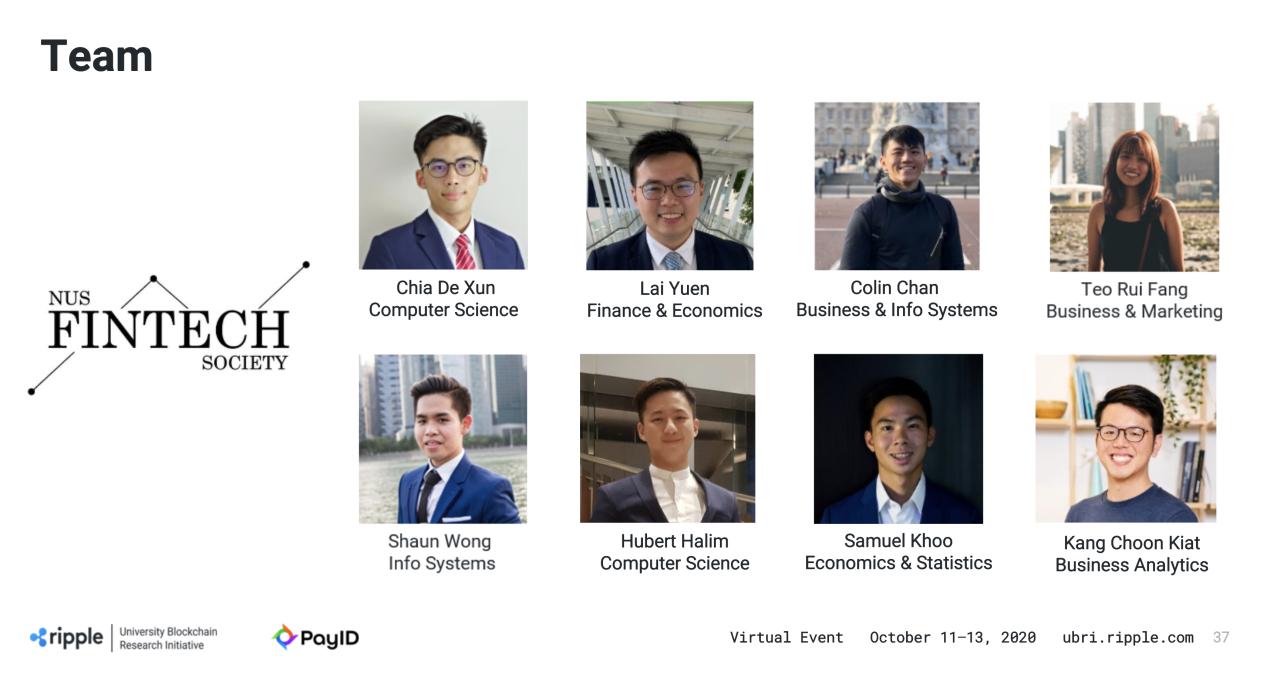 Team
NUS
FINTECH
SOCIETY
Chia De Xun
Computer Science
Lai Yuen
Finance & Economics
Colin Chan
Business & Info Systems
Teo Rui Fang
Business & Marketing
Shaun Wong
Info Systems
Hubert Halim
Computer Science
Samuel Khoo
Economics & Statistics
Kang Choon Kiat
Business Analytics
ripple
University Blockchain
Research Initiative
PayID
Virtual Event October 11–13, 2020 ubri.ripple.com 37